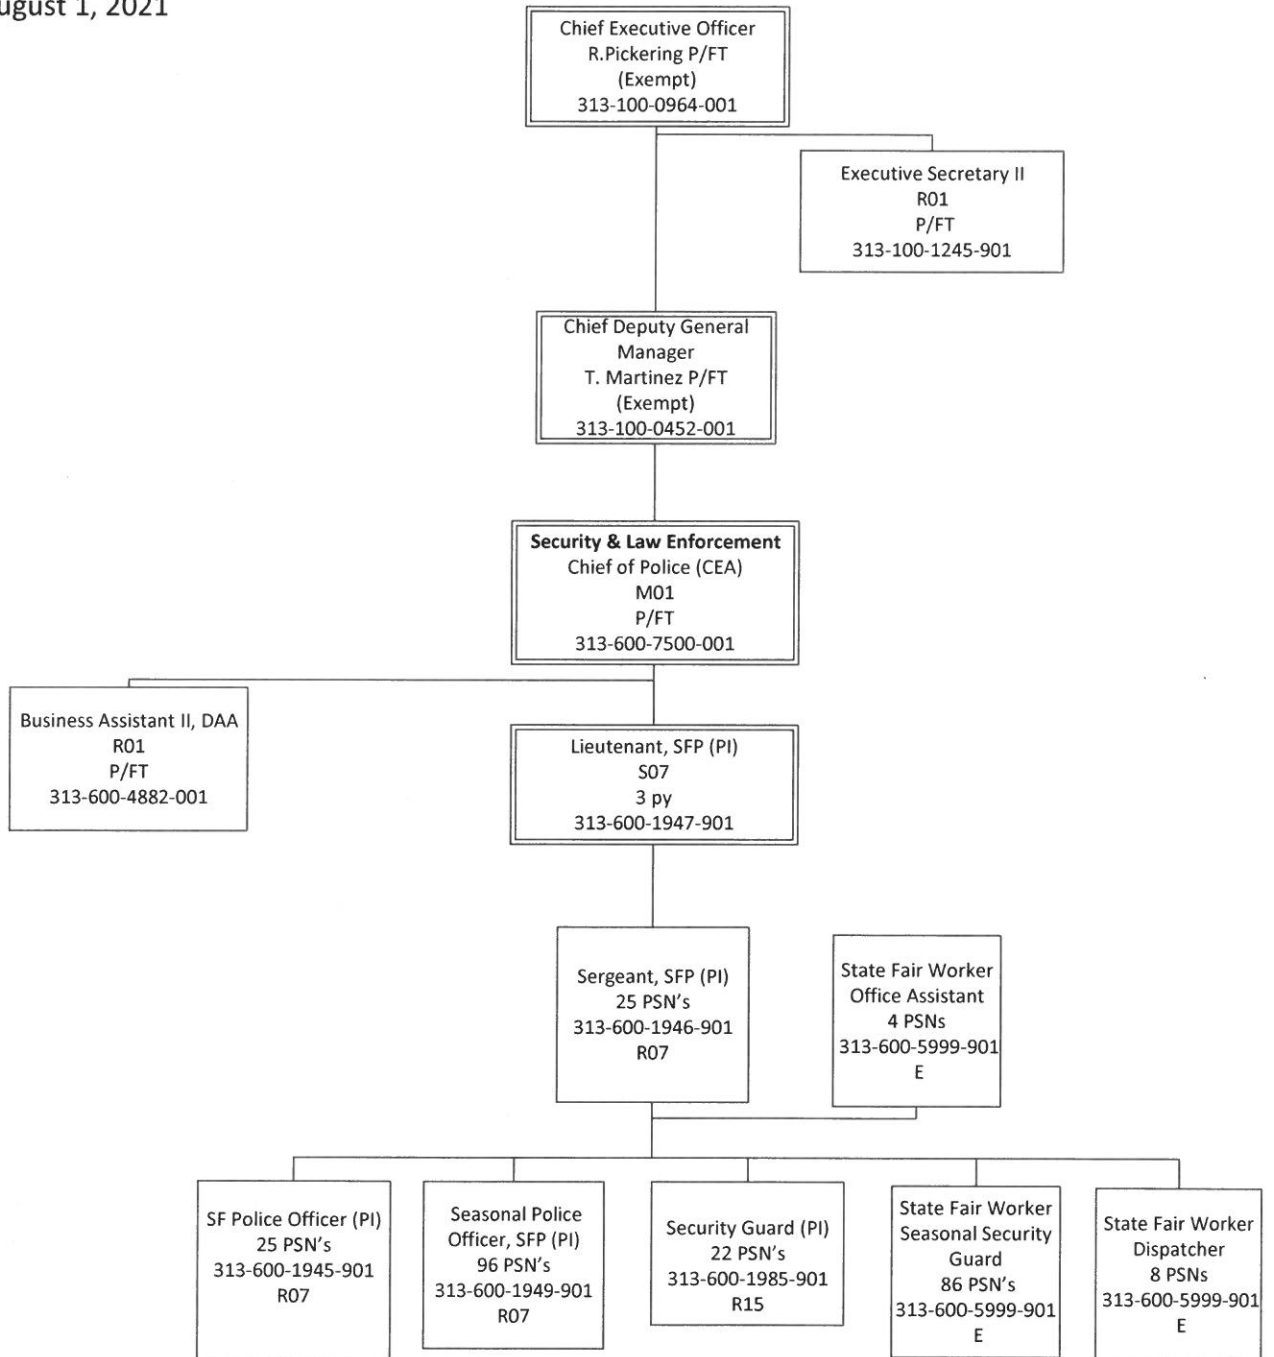 ugust 1, 2021
Chief Executive Officer
R.Pickering P/FT
(Exempt)
313-100-0964-001
Executive Secretary II
R01
P/FT
313-100-1245-901
Chief Deputy General
Manager
T. Martinez P/FT
(Exempt)
313-100-0452-001
Security & Law Enforcement
Chief of Police (CEA)
M01
P/FT
313-600-7500-001
Business Assistant II, DAA
R01
P/FT
313-600-4882-001
Lieutenant, SFP (PI)
S07
3 py
313-600-1947-901
Sergeant, SFP (PI)
25 PSN’s
313-600-1946-901
R07
State Fair Worker
Office Assistant
4 PSNs
313-600-5999-901
E
SF Police Officer (PI)
25 PSN’s
313-600-1945-901
R07
Seasonal Police
Officer, SFP (PI)
96 PSN’s
313-600-1949-901
R07
Security Guard (PI)
22 PSN’s
313-600-1985-901
R15
State Fair Worker
Seasonal Security
Guard
86 PSN’s
313-600-5999-901
E
State Fair Worker
Dispatcher
8 PSNs
313-600-5999-901
E